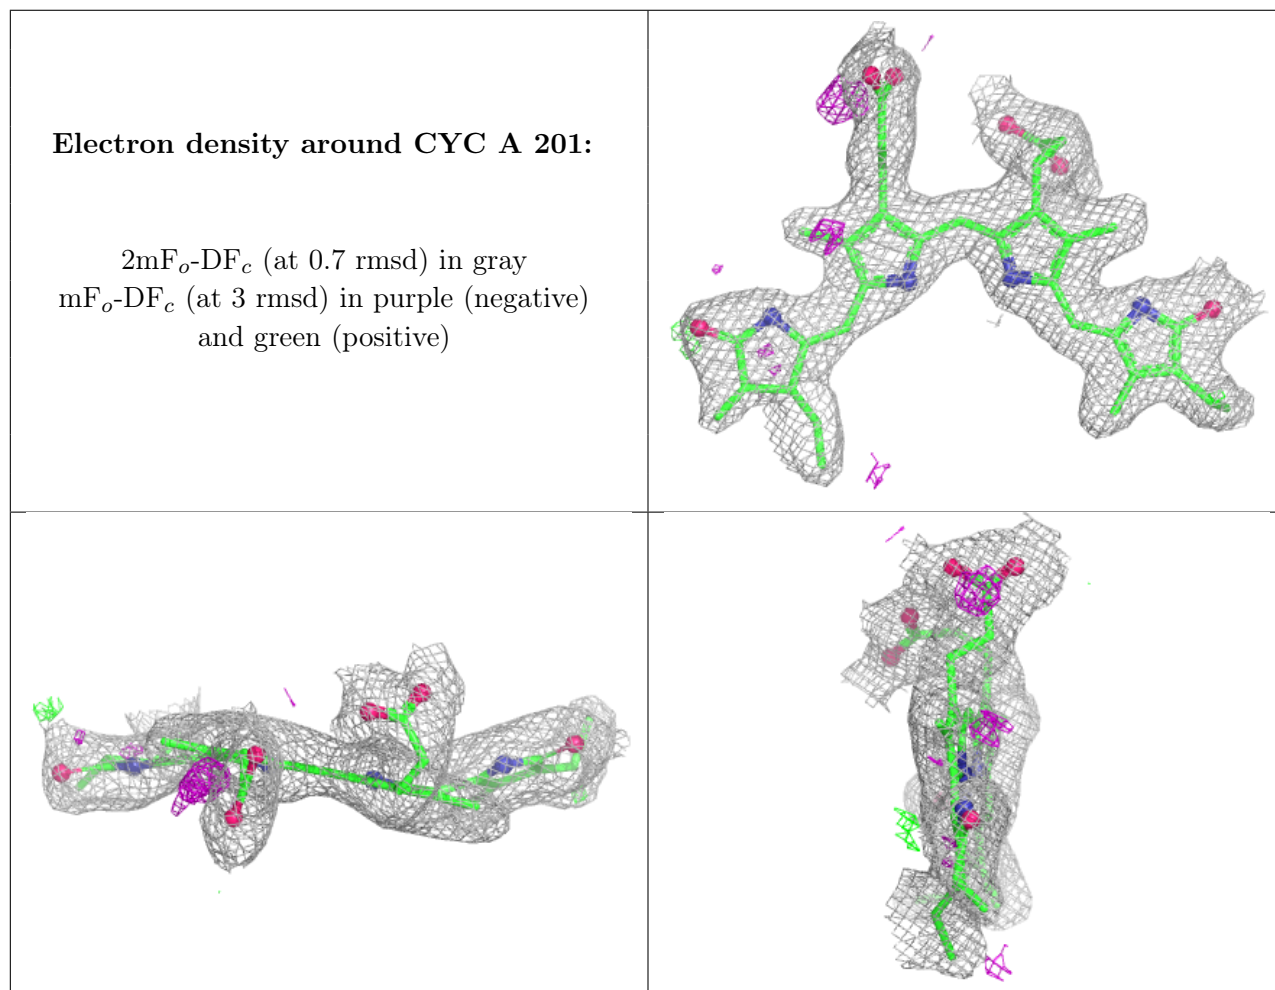 Electron density around CYC A 201:
2mFo-DFc (at 0.7 rmsd) in gray
mFo-DFc (at 3 rmsd) in purple (negative)
and green (positive)